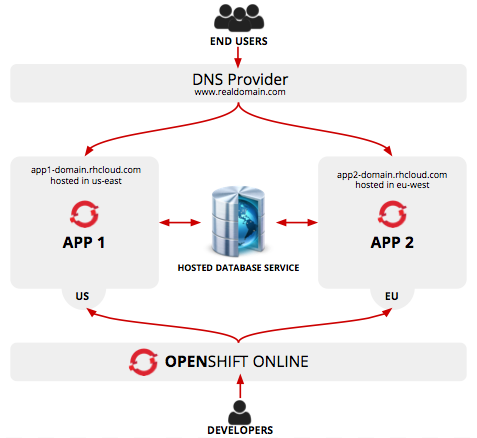 END USERS
DNS Provider
www.realdomain.com
app1-domain.rhcloud.com
hosted in us-east
APP 1
US
HOSTED DATABASE SERVICE
app2-domain.rhcloud.com
hosted in eu-west
APP 2
EU
OPENSHIFT ONLINE
DEVELOPERS